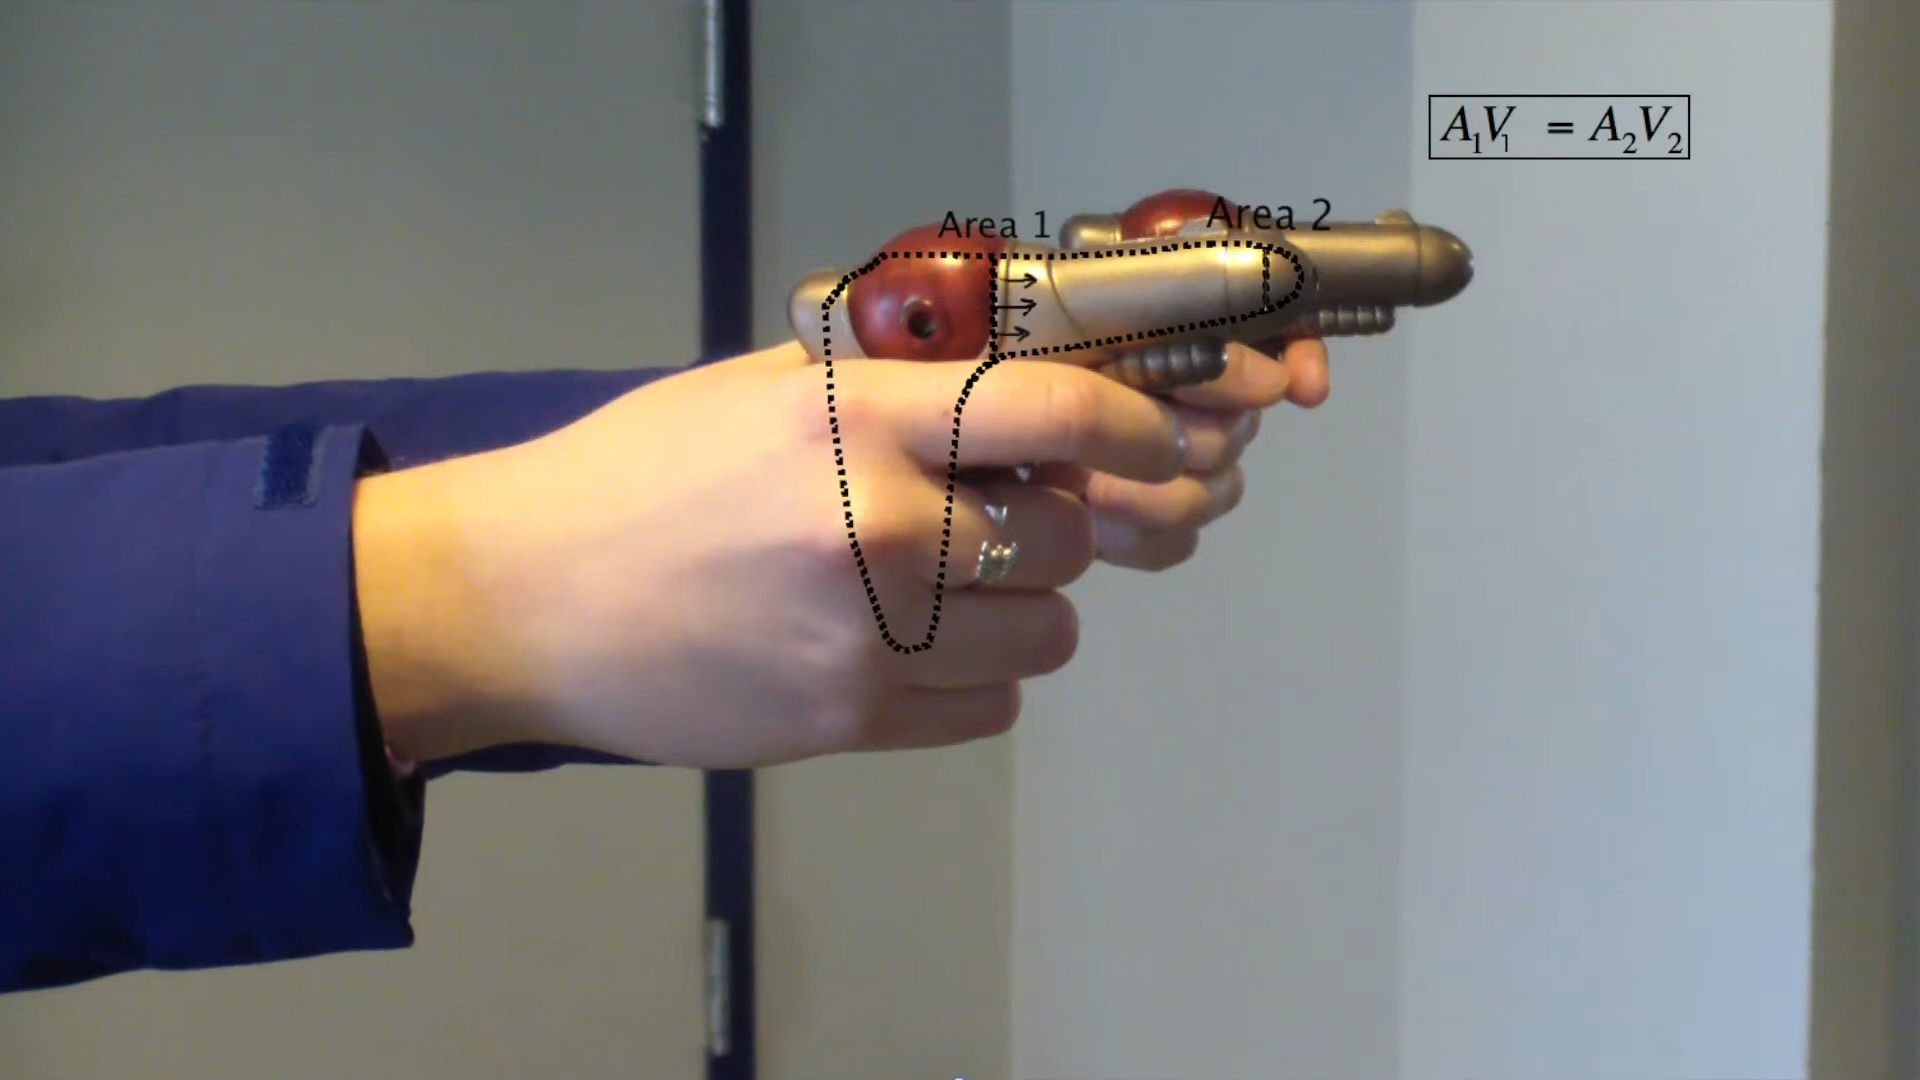 A₁V₁ = A₂V₂
Area 1
Area 2